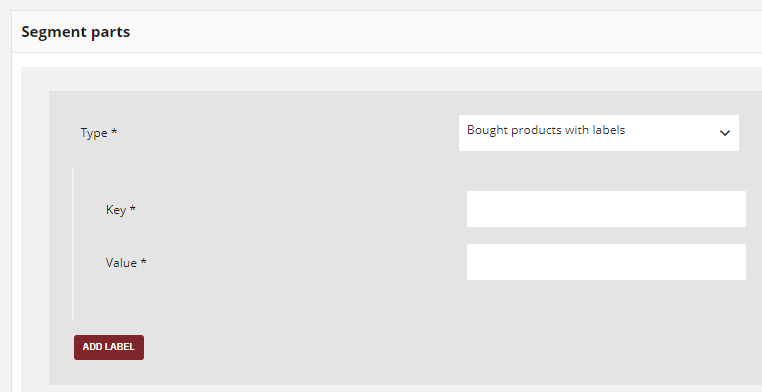 Segment parts
Type *
Bought products with labels
Key *
Value *
ADD LABEL